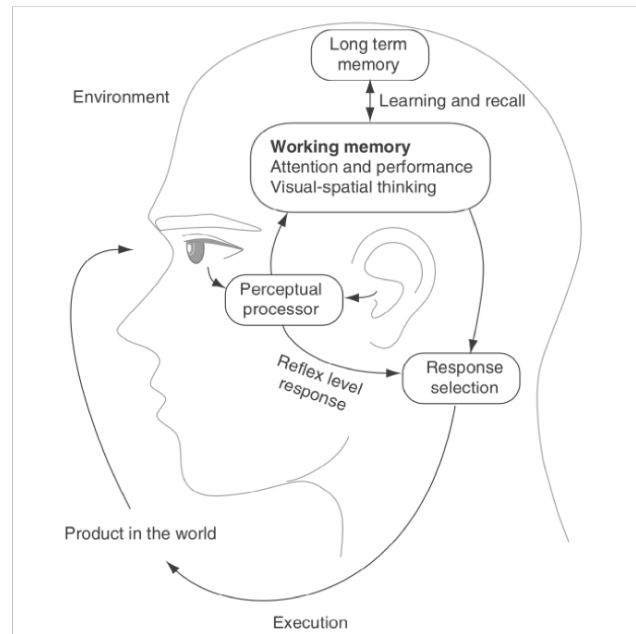 Long term
memory
Environment
Learning and recall
Working memory
Attention and performance
Visual-spatial thinking
Perceptual
processor
Reflex level
response
Response
selection
Product in the world
Execution